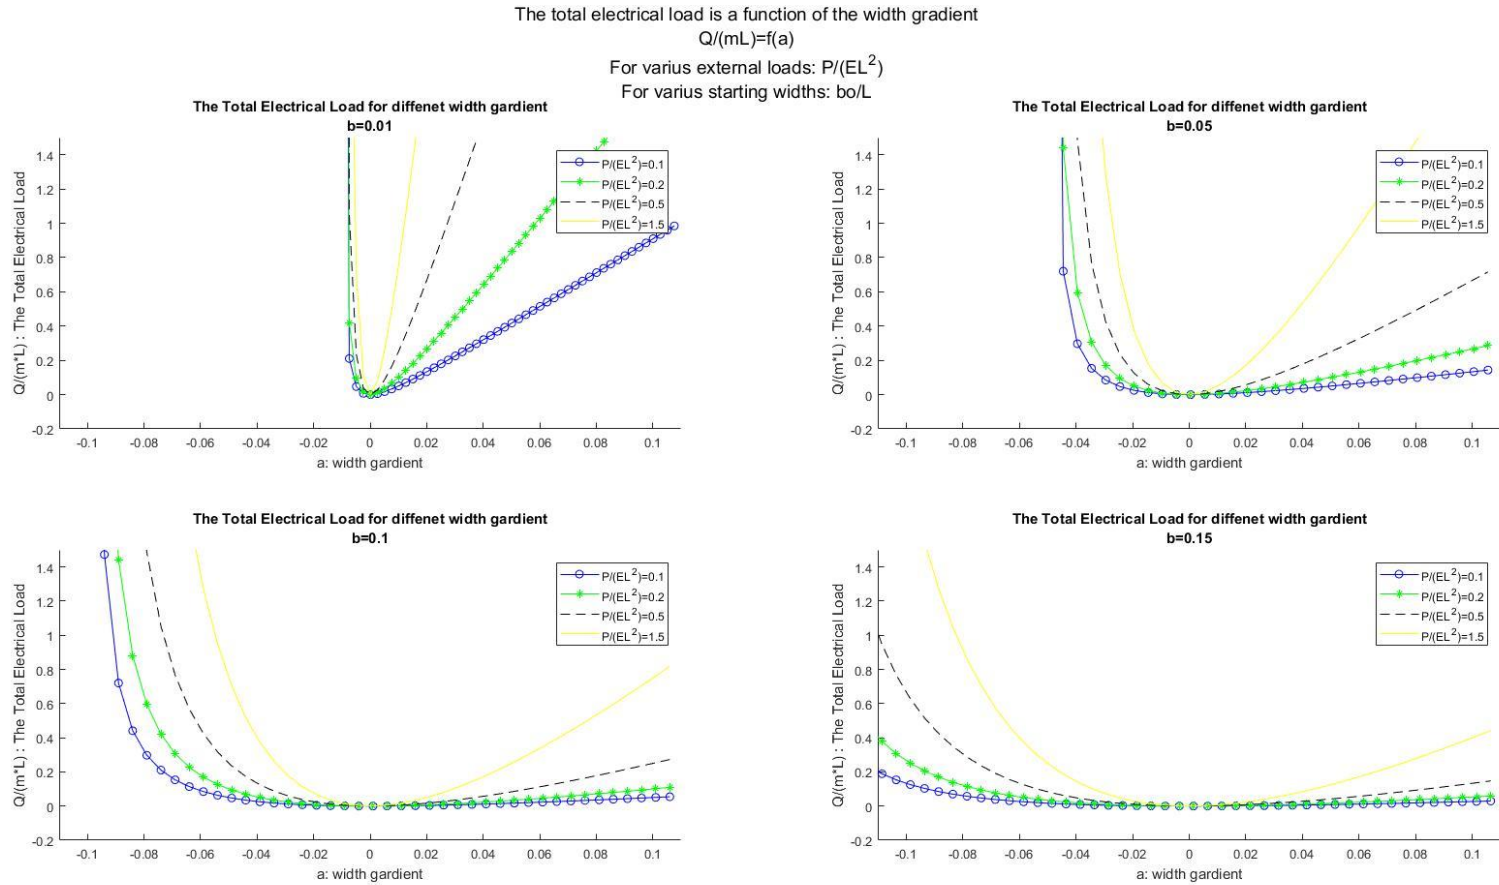 The total electrical load is a function of the width gradient
Q/(mL)=f(a)
For varius external loads: P/(EL²)
For varius starting widths: bo/L
The Total Electrical Load for diffenet width gardient
b=0.01
1.4
1.2
1
0.8
0.6
0.4
0.2
0
-0.2
Q/(m*L) : The Total Electrical Load
P/(EL²)=0.1
P/(EL²)=0.2
P/(EL²)=0.5
P/(EL²)=1.5
-0.1 -0.08 -0.06 -0.04 -0.02 0 0.02 0.04 0.06 0.08 0.1
a: width gardient
The Total Electrical Load for diffenet width gardient
b=0.05
1.4
1.2
1
0.8
0.6
0.4
0.2
0
-0.2
Q/(m*L) : The Total Electrical Load
P/(EL²)=0.1
P/(EL²)=0.2
P/(EL²)=0.5
P/(EL²)=1.5
-0.1 -0.08 -0.06 -0.04 -0.02 0 0.02 0.04 0.06 0.08 0.1
a: width gardient
The Total Electrical Load for diffenet width gardient
b=0.1
1.4
1.2
1
0.8
0.6
0.4
0.2
0
-0.2
Q/(m*L) : The Total Electrical Load
P/(EL²)=0.1
P/(EL²)=0.2
P/(EL²)=0.5
P/(EL²)=1.5
-0.1 -0.08 -0.06 -0.04 -0.02 0 0.02 0.04 0.06 0.08 0.1
a: width gardient
The Total Electrical Load for diffenet width gardient
b=0.15
1.4
1.2
1
0.8
0.6
0.4
0.2
0
-0.2
Q/(m*L) : The Total Electrical Load
P/(EL²)=0.1
P/(EL²)=0.2
P/(EL²)=0.5
P/(EL²)=1.5
-0.1 -0.08 -0.06 -0.04 -0.02 0 0.02 0.04 0.06 0.08 0.1
a: width gardient